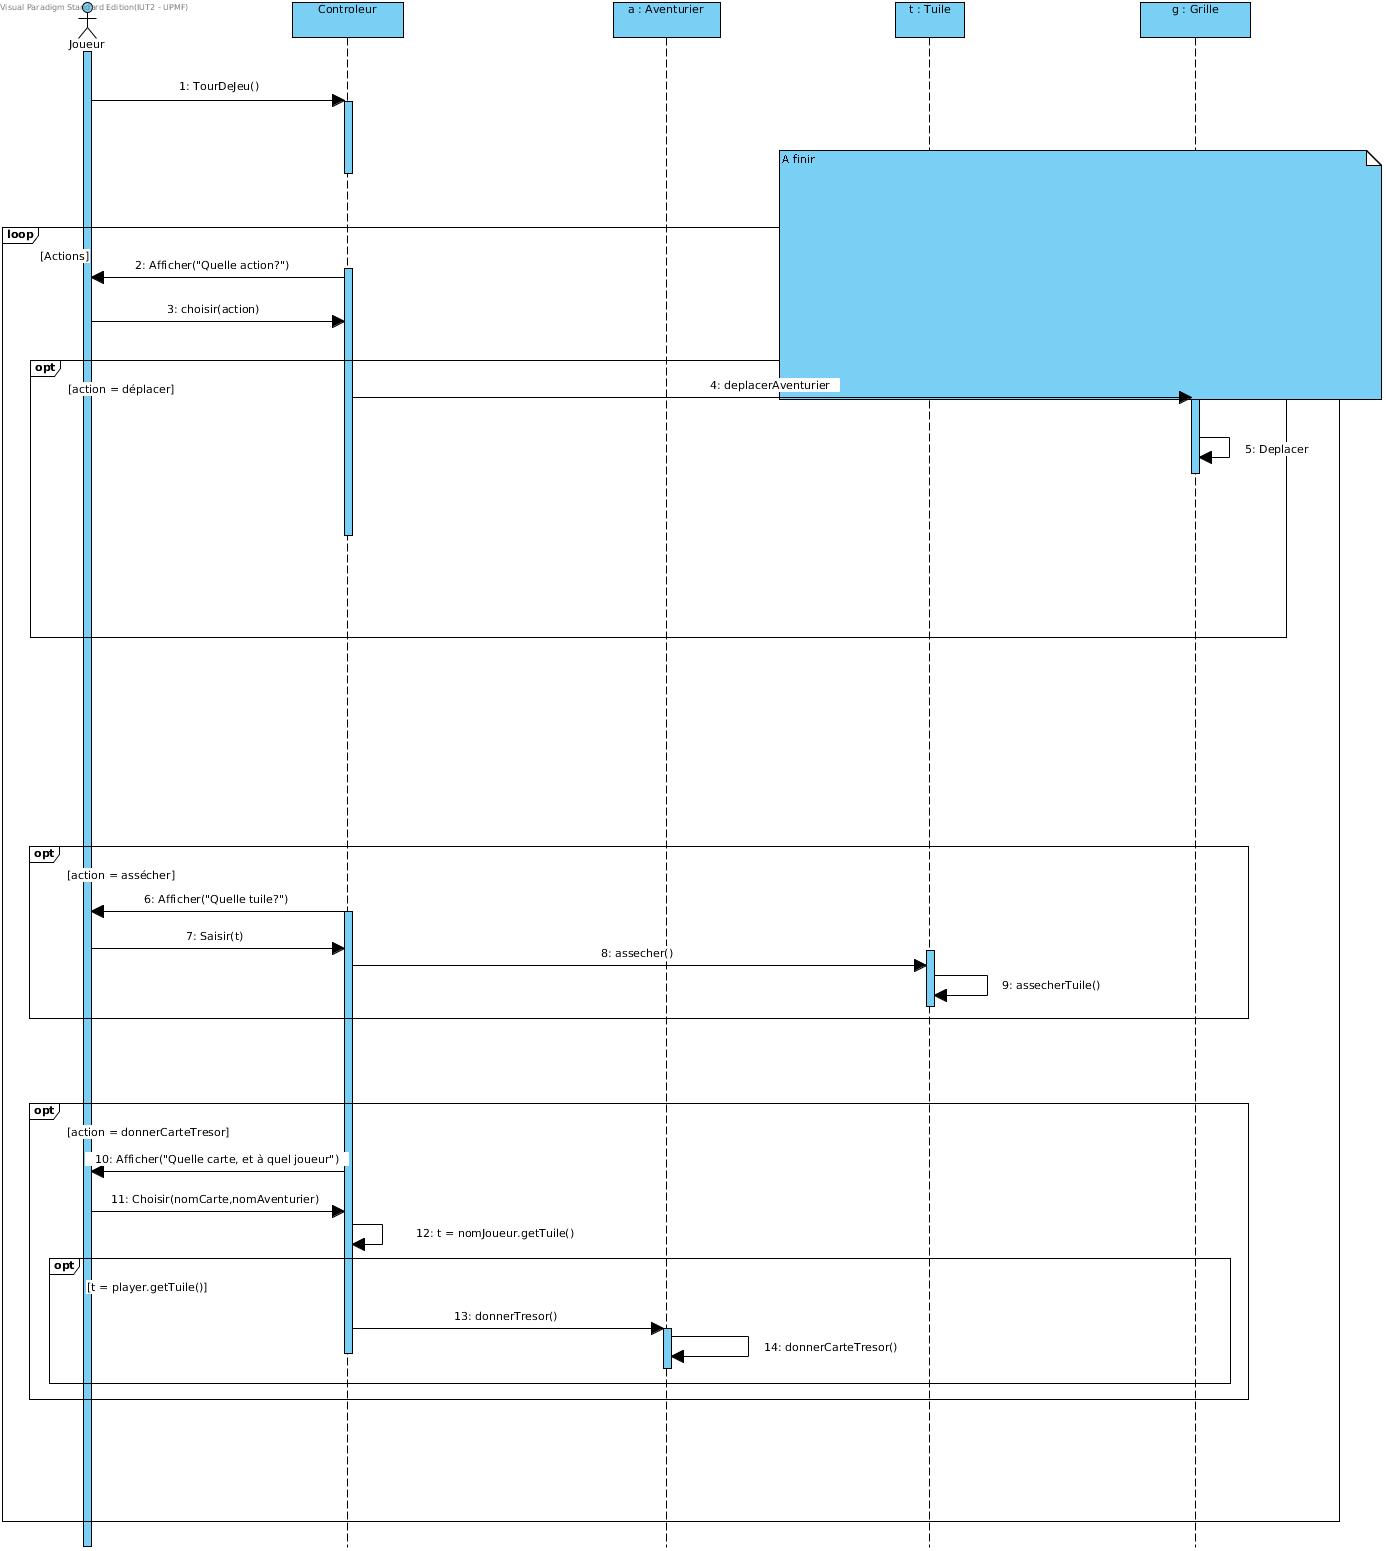 Visual Paradigm Standard Edition(IUT2 - UPMF)
Joueur
Controleur
a : Aventurier
t : Tuile
g : Grille
1: TourDeJeu()
A finir
loop
[Actions]
2: Afficher("Quelle action?")
3: choisir(action)
opt
[action = déplacer]
4: deplacerAventurier
5: Deplacer
opt
[action = assécher]
6: Afficher("Quelle tuile?")
7: Saisir(t)
8: assecher()
9: assecherTuile()
opt
[action = donnerCarteTresor]
10: Afficher("Quelle carte, et à quel joueur")
11: Choisir(nomCarte,nomAventurier)
12: t = nomJoueur.getTuile()
opt
[t = player.getTuile()]
13: donnerTresor()
14: donnerCarteTresor()